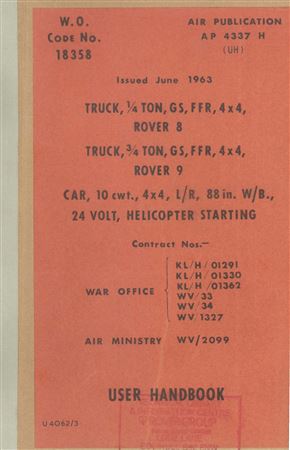 W.O.
CODE No.
18358
AIR PUBLICATION
AP 4337 H
(UH)
Issued June 1963
TRUCK, ¼ TON, GS, FFR, 4x4,
ROVER 8
TRUCK, ¾ TON, GS, FFR, 4x4,
ROVER 9
CAR, 10 cwt., 4x4, L/R, 88 in. W/B.,
24 VOLT, HELICOPTER STARTING
Contract Nos.—
WAR OFFICE
KL/H/01291
KL/H/01330
KL/H/01362
WV/33
WV/34
WV/1327
AIR MINISTRY WV/2099
USER HANDBOOK
U4062/3
ROVER GROUP